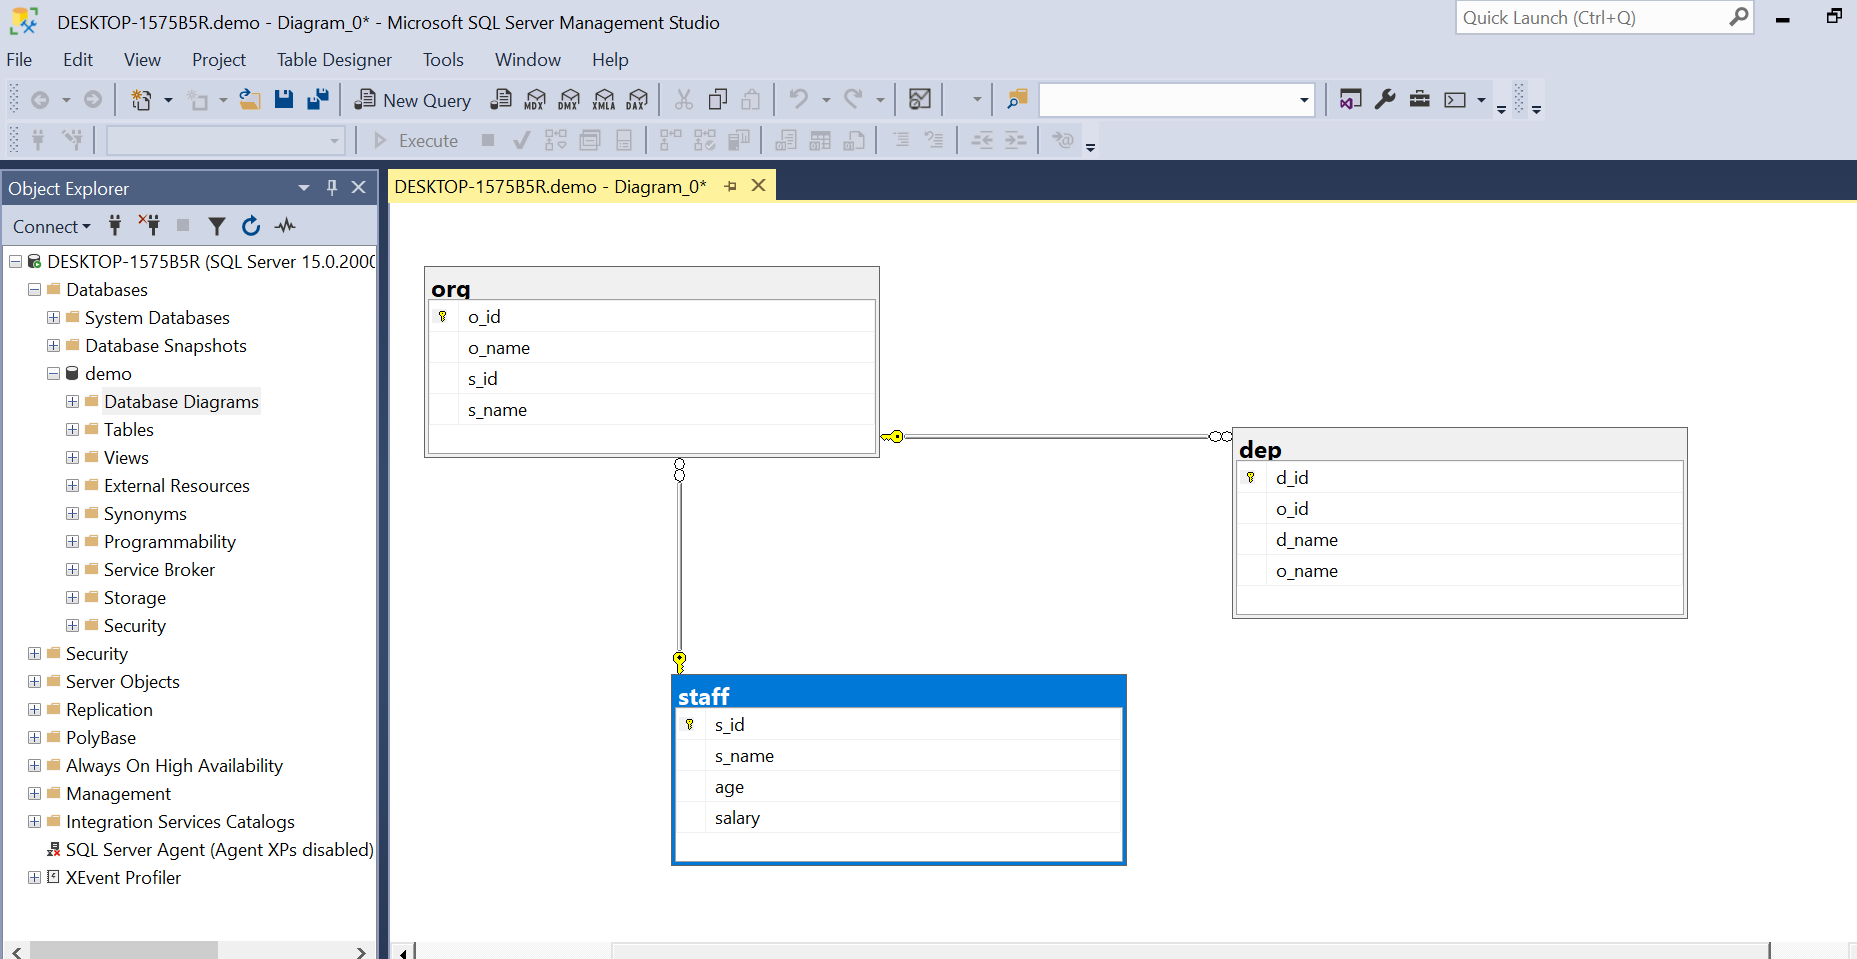 DESKTOP-1575B5R.demo - Diagram_0* - Microsoft SQL Server Management Studio
Quick Launch (Ctrl+Q)
File Edit View Project Table Designer Tools Window Help
New Query MDX DMX XMLA DAX
Execute
Object Explorer
DESKTOP-1575B5R.demo - Diagram_0*
Connect
DESKTOP-1575B5R (SQL Server 15.0.2000
Databases
System Databases
Database Snapshots
demo
Database Diagrams
Tables
Views
External Resources
Synonyms
Programmability
Service Broker
Storage
Security
Security
Server Objects
Replication
PolyBase
Always On High Availability
Management
Integration Services Catalogs
SQL Server Agent (Agent XPs disabled)
XEvent Profiler
org
o_id
o_name
s_id
s_name
dep
d_id
o_id
d_name
o_name
staff
s_id
s_name
age
salary